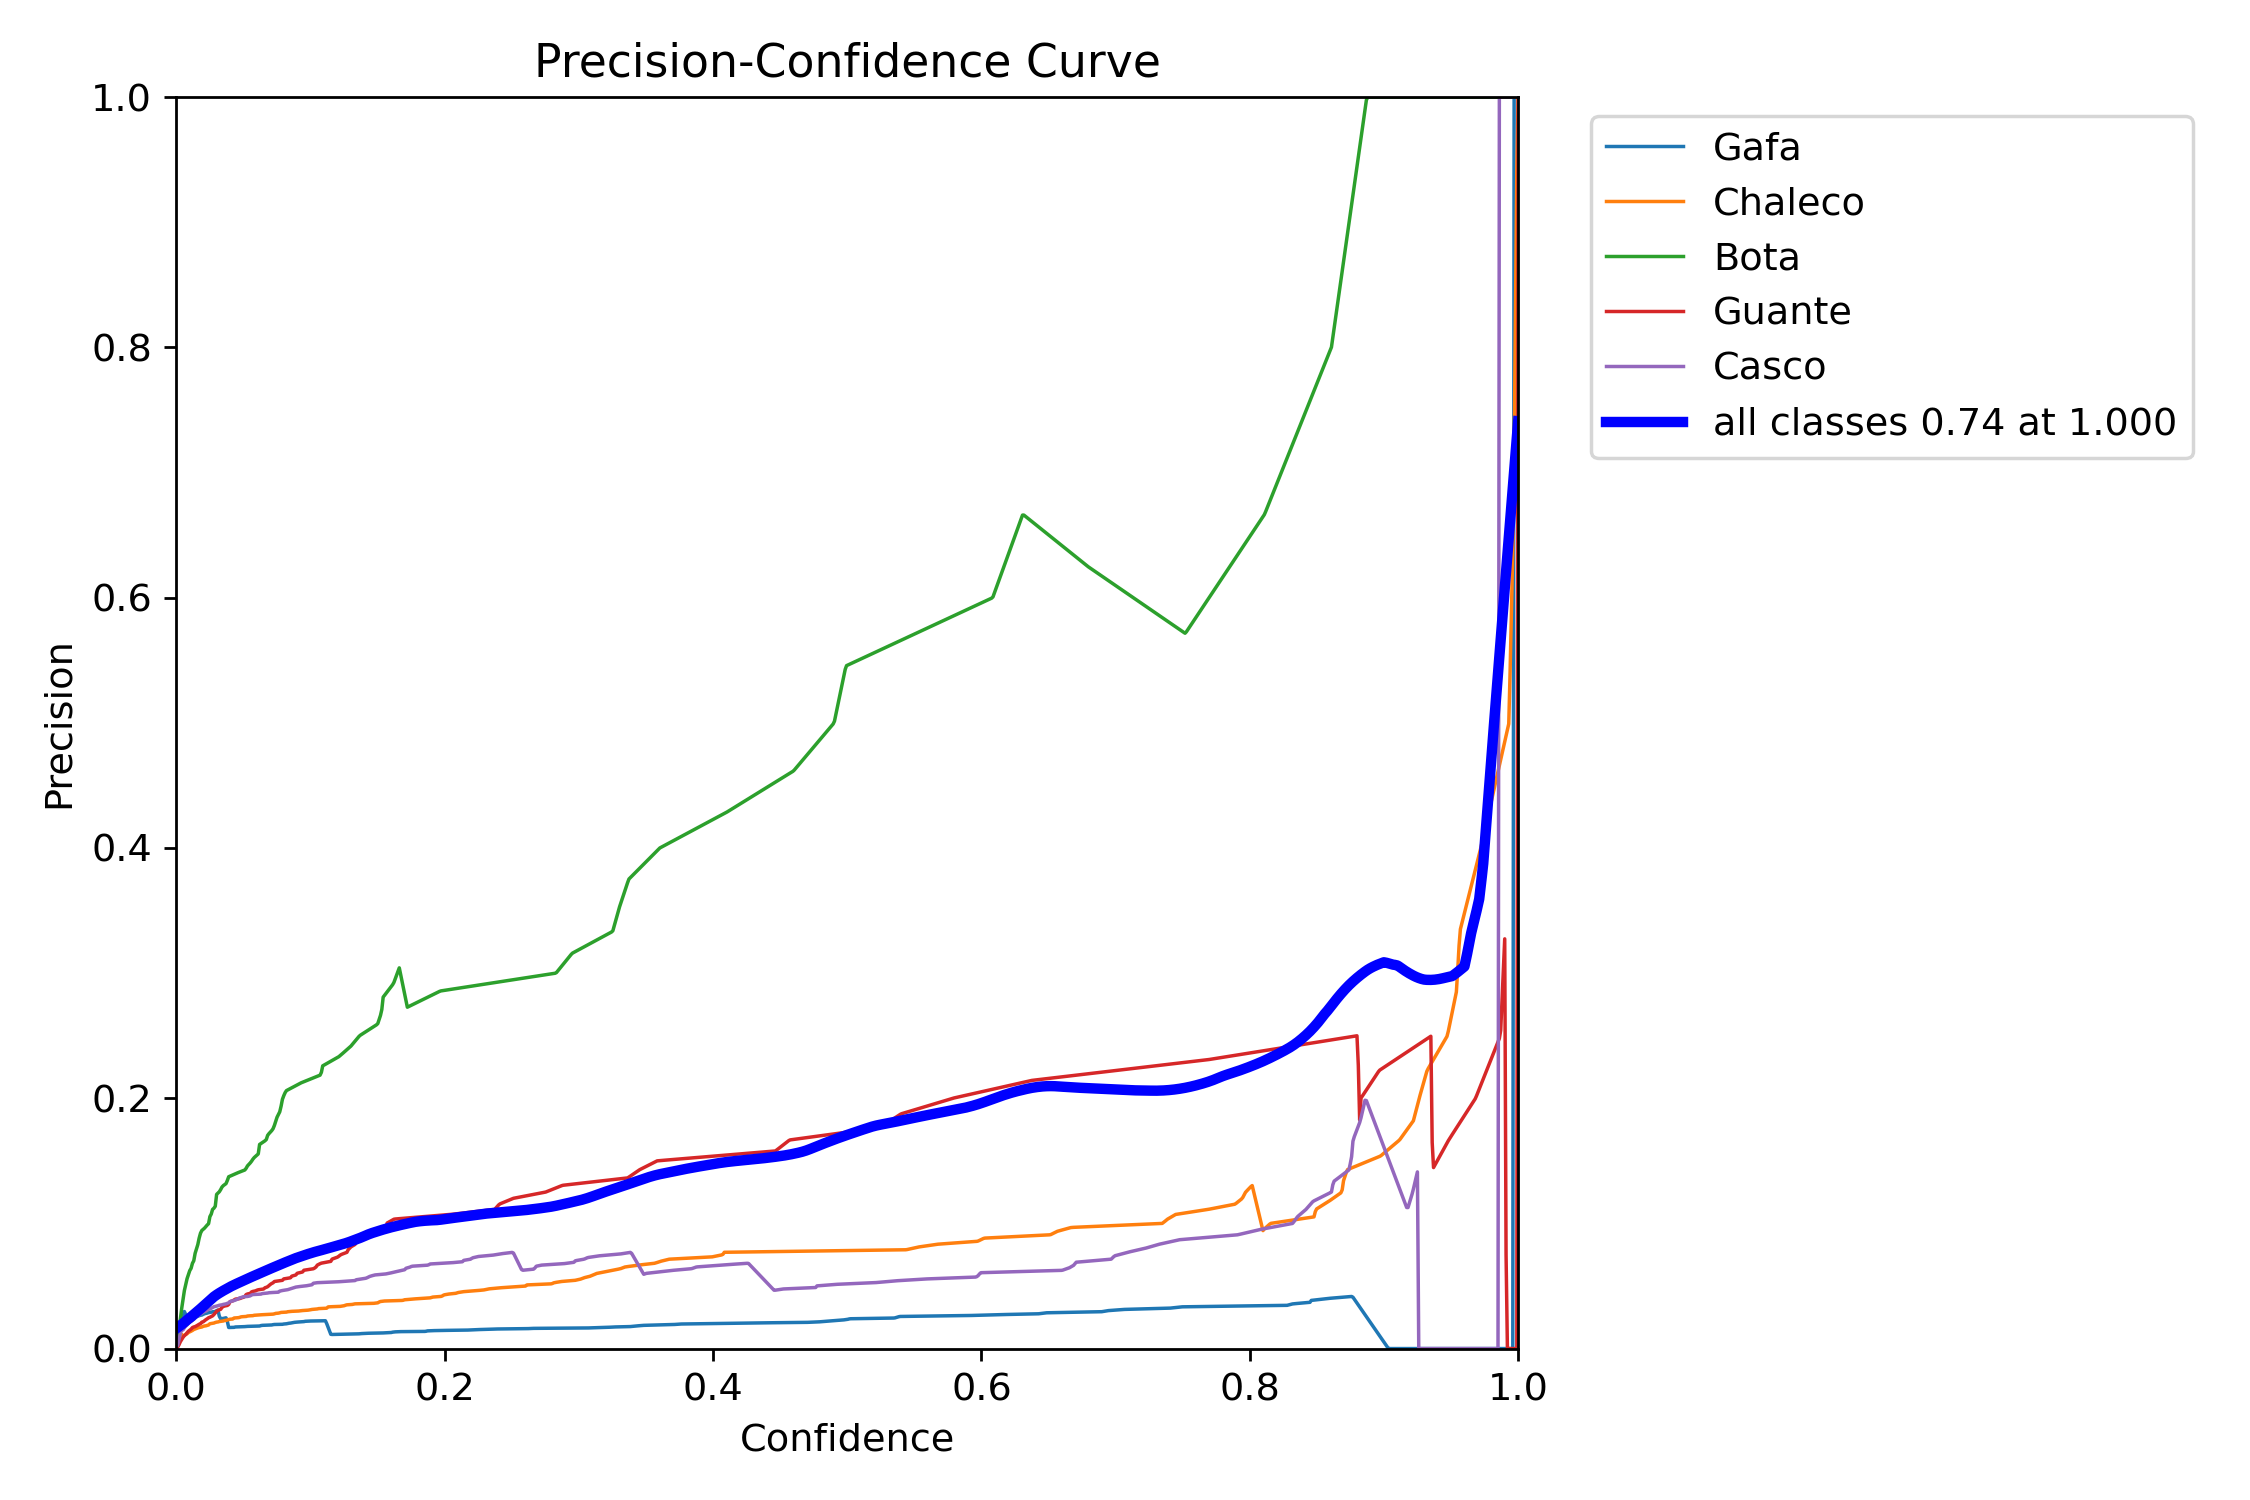 Precision-Confidence Curve
1.0
0.8
0.6
0.4
0.2
0.0
Precision
0.0 0.2 0.4 0.6 0.8 1.0
Confidence
Gafa
Chaleco
Bota
Guante
Casco
all classes 0.74 at 1.000